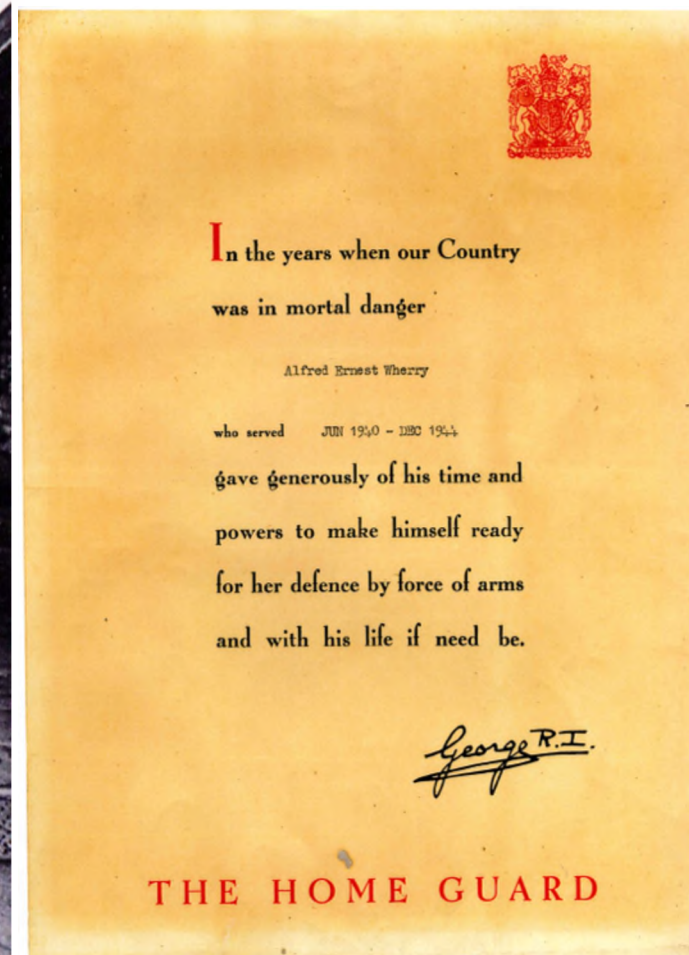 In the years when our Country
was in mortal danger
Alfred Ernest Wherry
who served JUN 1940 - DEC 1944
gave generously of his time and
powers to make himself ready
for her defence by force of arms
and with his life if need be.
George R.I.
THE HOME GUARD